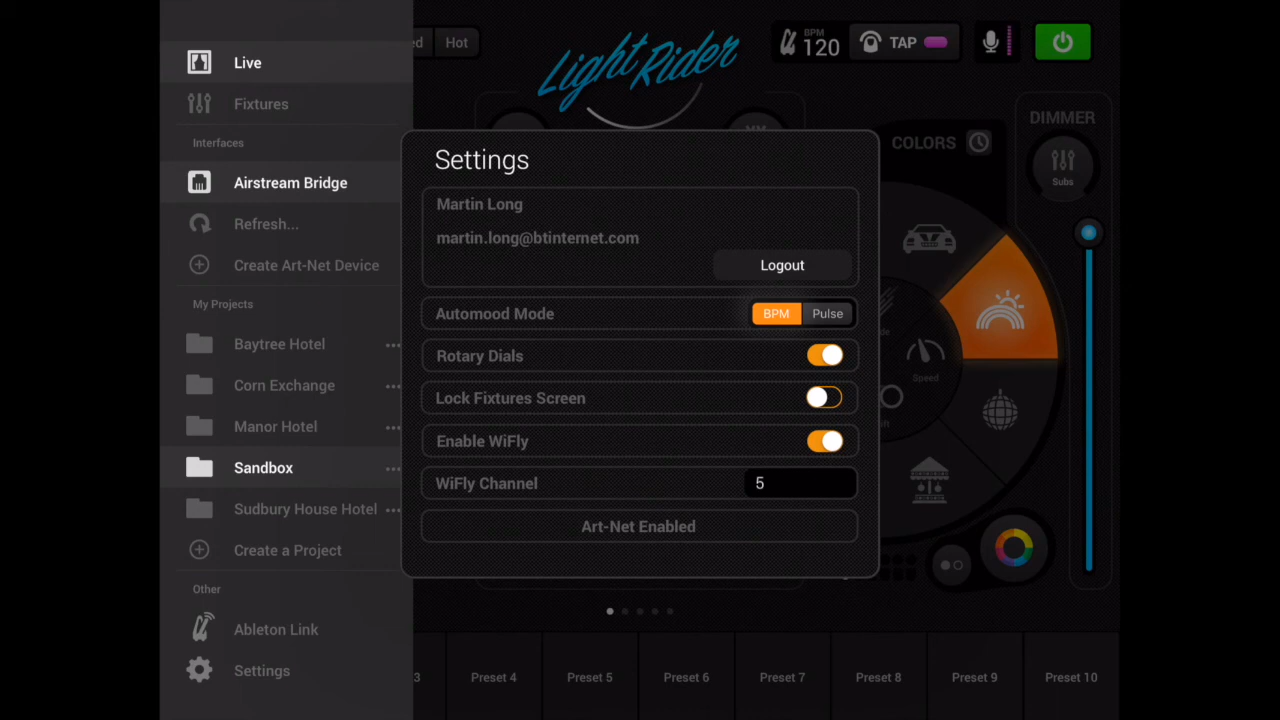 Live
Fixtures
Interfaces
Airstream Bridge
Refresh...
Create Art-Net Device
My Projects
Baytree Hotel
Corn Exchange
Manor Hotel
Sandbox
Sudbury House Hotel
Create a Project
Other
Ableton Link
Settings
ed
Hot
Light Rider
BPM
120
TAP
Settings
Martin Long
martin.long@btinternet.com
Logout
Automood Mode
BPM
Pulse
Rotary Dials
Lock Fixtures Screen
Enable WiFly
WiFly Channel
5
Art-Net Enabled
COLORS
DIMMER
Subs
Speed
3
Preset 4
Preset 5
Preset 6
Preset 7
Preset 8
Preset 9
Preset 10